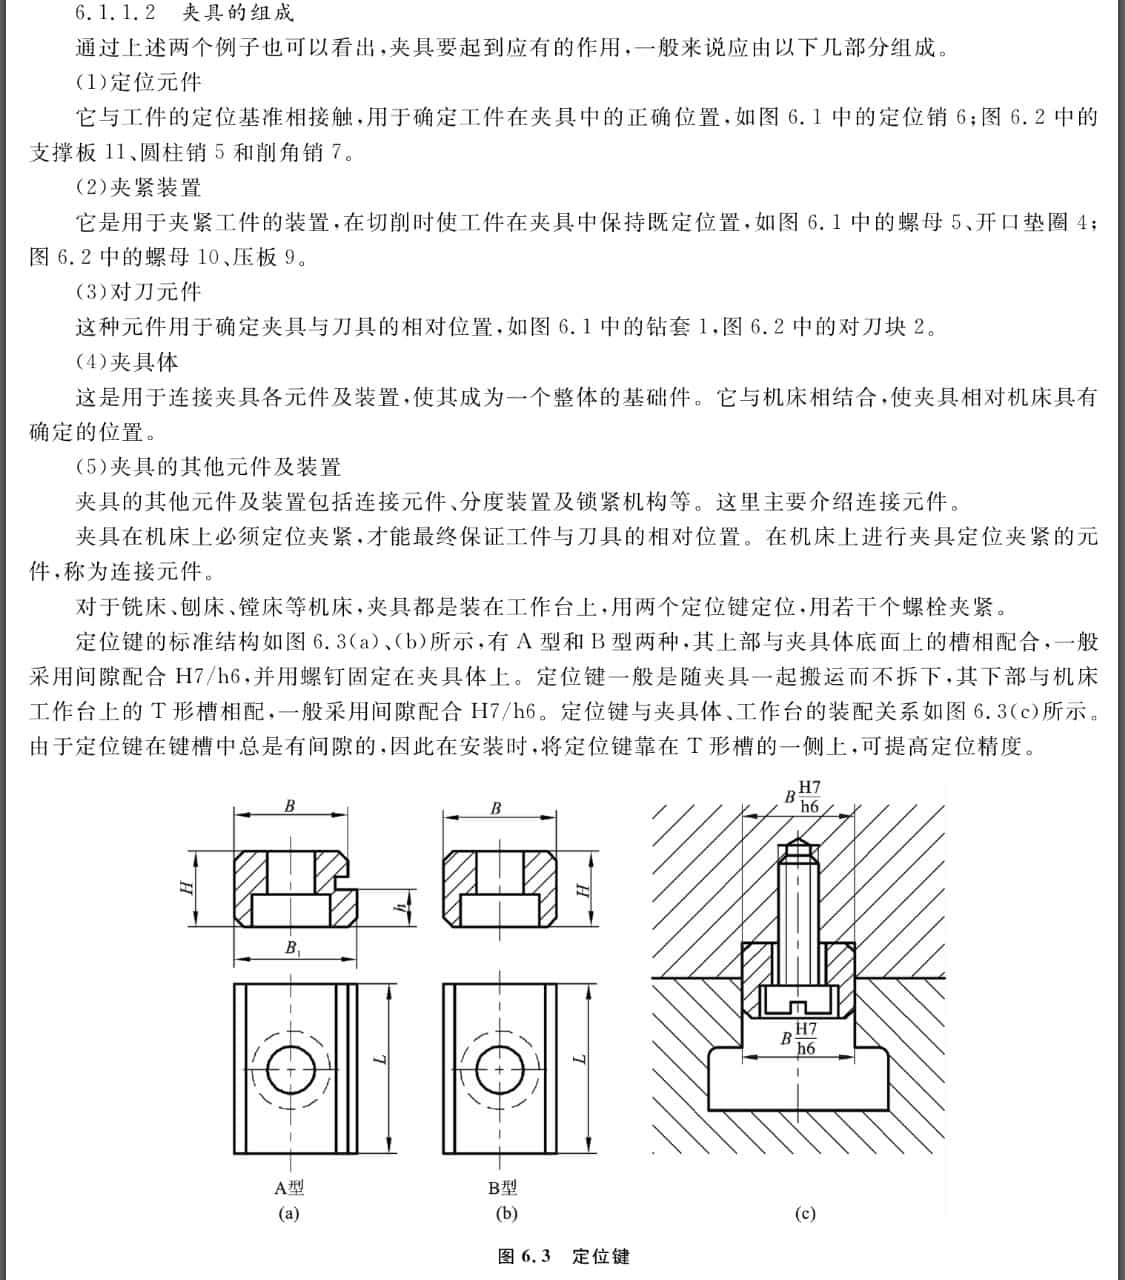 6.1.1.2 夹具的组成
通过上述两个例子也可以看出,夹具要起到应有的作用,一般来说应由以下几部分组成。
(1)定位元件
它与工件的定位基准相接触,用于确定工件在夹具中的正确位置,如图 6.1 中的定位销 6;图 6.2 中的
支撑板 11、圆柱销 5 和削角销 7。
(2)夹紧装置
它是用于夹紧工件的装置,在切削时使工件在夹具中保持既定位置,如图 6.1 中的螺母 5、开口垫圈 4;
图 6.2 中的螺母 10、压板 9。
(3)对刀元件
这种元件用于确定夹具与刀具的相对位置,如图 6.1 中的钻套 1,图 6.2 中的对刀块 2。
(4)夹具体
这是用于连接夹具各元件及装置,使其成为一个整体的基础件。它与机床相结合,使夹具相对机床具有
确定的位置。
(5)夹具的其他元件及装置
夹具的其他元件及装置包括连接元件、分度装置及锁紧机构等。这里主要介绍连接元件。
夹具在机床上必须定位夹紧,才能最终保证工件与刀具的相对位置。在机床上进行夹具定位夹紧的元
件,称为连接元件。
对于铣床、刨床、镗床等机床,夹具都是装在工作台上,用两个定位键定位,用若干个螺栓夹紧。
定位键的标准结构如图 6.3(a)、(b)所示,有 A 型和 B 型两种,其上部与夹具体底面上的槽相配合,一般
采用间隙配合 H7/h6,并用螺钉固定在夹具体上。定位键一般是随夹具一起搬运而不拆下,其下部与机床
工作台上的 T 形槽相配,一般采用间隙配合 H7/h6。定位键与夹具体、工作台的装配关系如图 6.3(c)所示。
由于定位键在键槽中总是有间隙的,因此在安装时,将定位键靠在 T 形槽的一侧上,可提高定位精度。
B
H
h
B₁
L
A型
(a)
B
H
L
B型
(b)
B H7/h6
B H7/h6
(c)
图 6.3 定位键